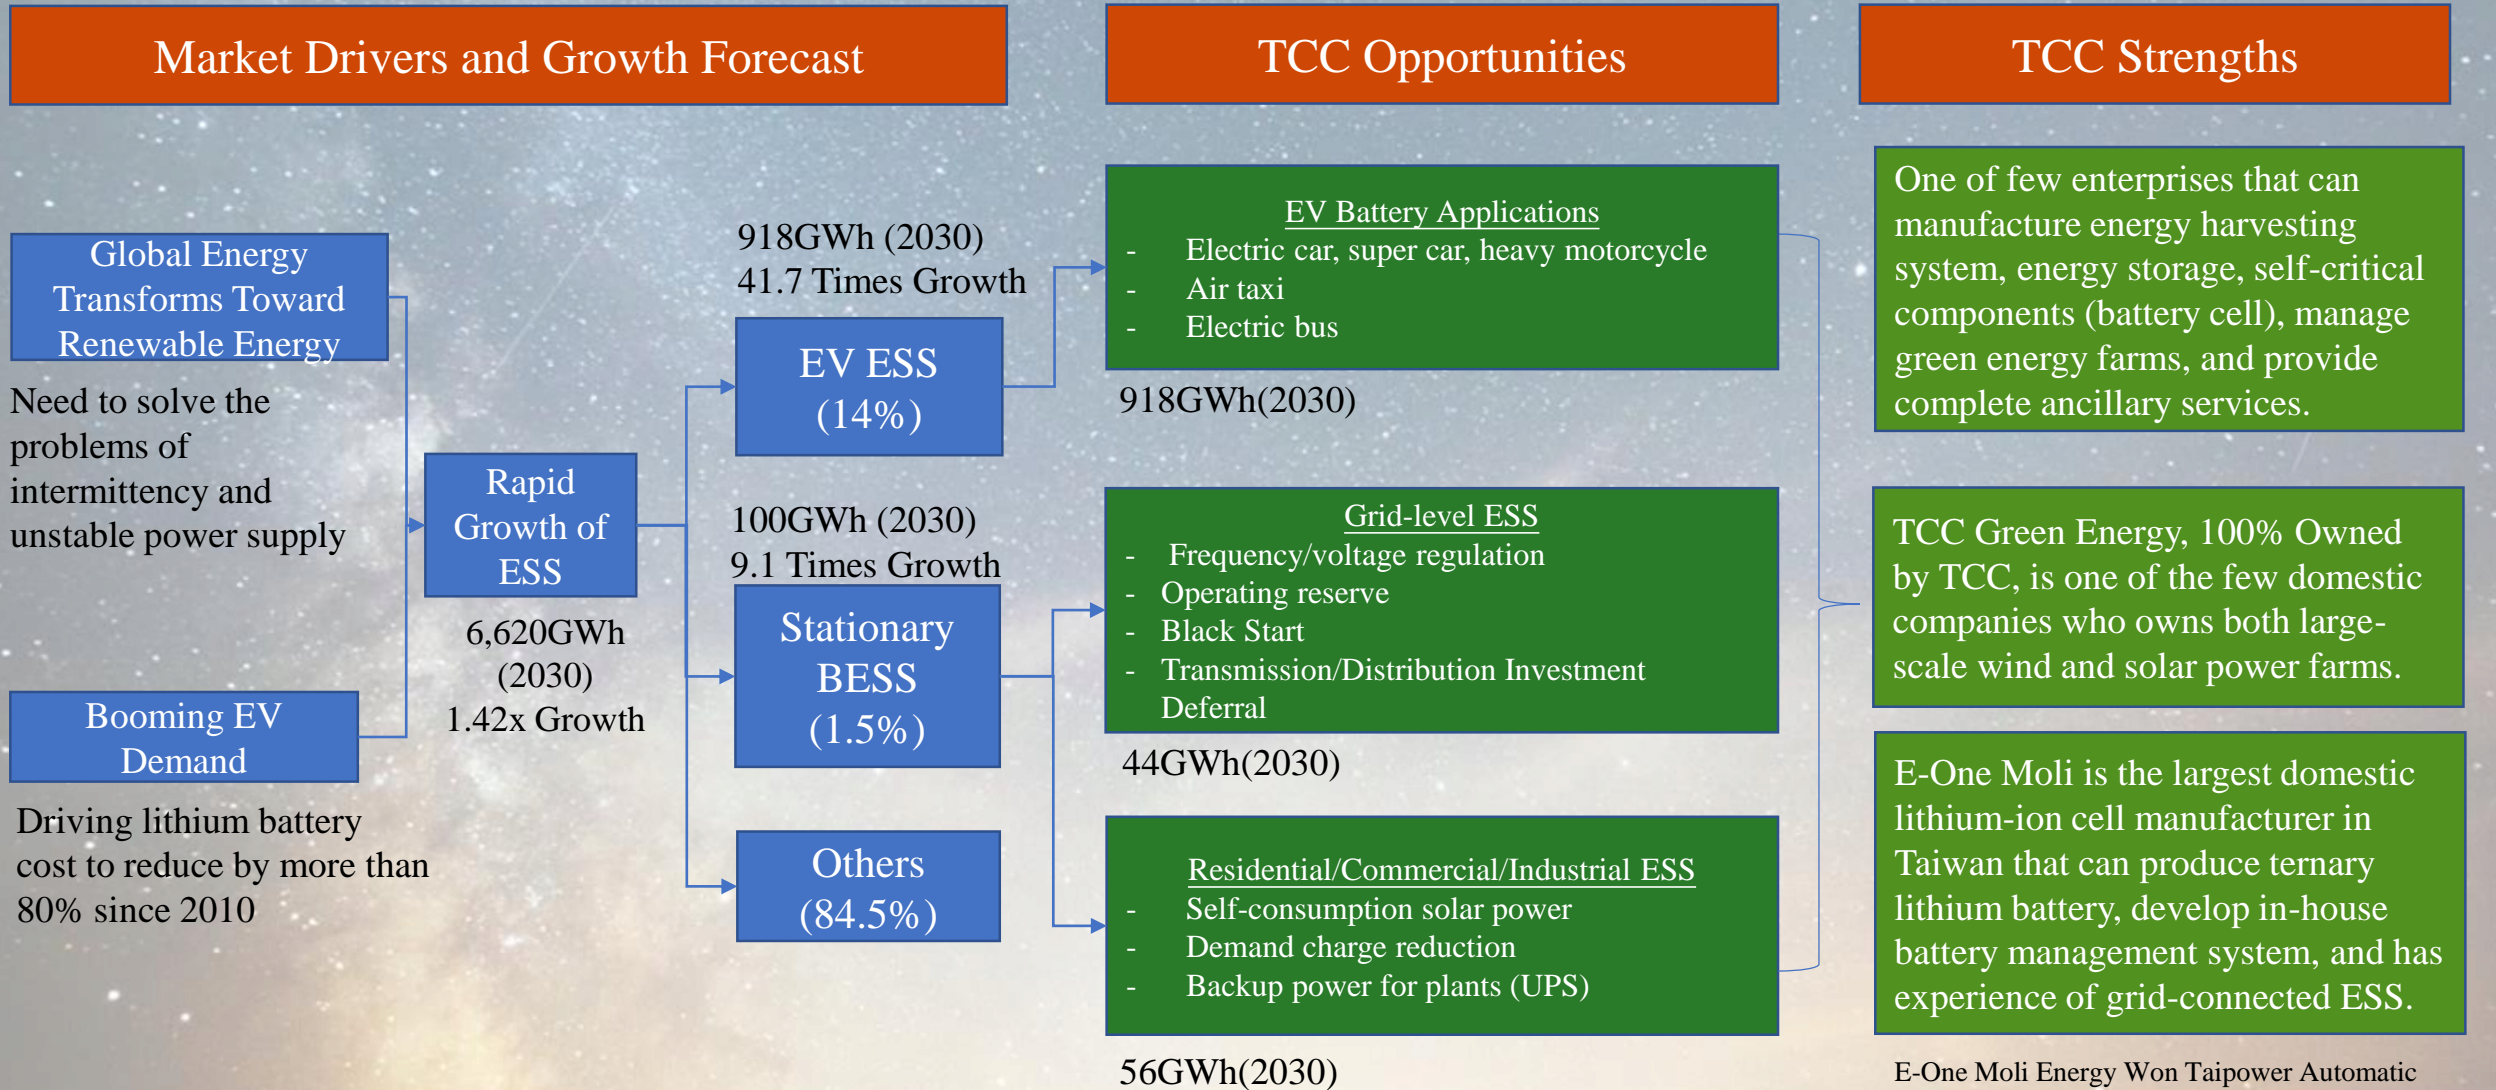 Market Drivers and Growth Forecast
TCC Opportunities
TCC Strengths
Global Energy
Transforms Toward
Renewable Energy
Need to solve the
problems of
intermittency and
unstable power supply
Booming EV
Demand
Driving lithium battery
cost to reduce by more than
80% since 2010
Rapid
Growth of
ESS
6,620GWh
(2030)
1.42x Growth
918GWh (2030)
41.7 Times Growth
EV ESS
(14%)
100GWh (2030)
9.1 Times Growth
Stationary
BESS
(1.5%)
Others
(84.5%)
EV Battery Applications
- Electric car, super car, heavy motorcycle
- Air taxi
- Electric bus
918GWh(2030)
Grid-level ESS
- Frequency/voltage regulation
- Operating reserve
- Black Start
- Transmission/Distribution Investment
Deferral
44GWh(2030)
Residential/Commercial/Industrial ESS
- Self-consumption solar power
- Demand charge reduction
- Backup power for plants (UPS)
56GWh(2030)
One of few enterprises that can
manufacture energy harvesting
system, energy storage, self-critical
components (battery cell), manage
green energy farms, and provide
complete ancillary services.
TCC Green Energy, 100% Owned
by TCC, is one of the few domestic
companies who owns both large-
scale wind and solar power farms.
E-One Moli is the largest domestic
lithium-ion cell manufacturer in
Taiwan that can produce ternary
lithium battery, develop in-house
battery management system, and has
experience of grid-connected ESS.
E-One Moli Energy Won Taipower Automatic